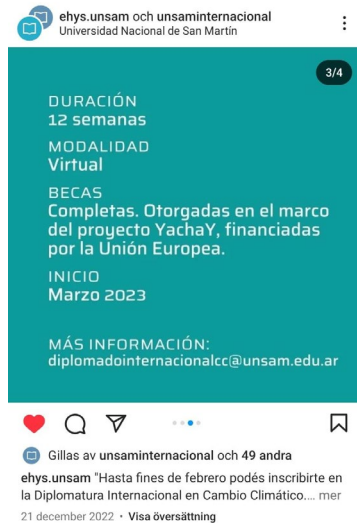 ehys.unsam och unsaminternacional
Universidad Nacional de San Martín
3/4
DURACIÓN
12 semanas
MODALIDAD
Virtual
BECAS
Completas. Otorgadas en el marco
del proyecto YachaY, financiadas
por la Unión Europea.
INICIO
Marzo 2023
MÁS INFORMACIÓN:
diplomadointernacionalcc@unsam.edu.ar
Gillas av unsaminternacional och 49 andra
ehys.unsam "Hasta fines de febrero podés inscribirte en
la Diplomatura Internacional en Cambio Climático.... mer
21 december 2022 • Visa översättning